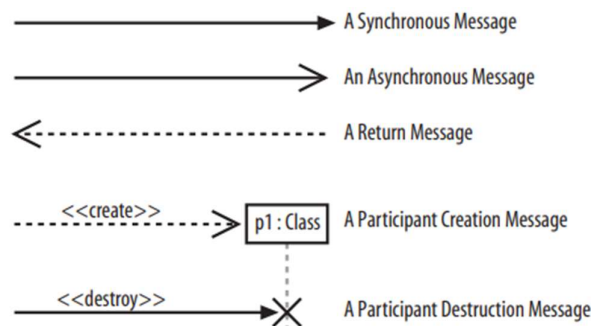 A Synchronous Message
An Asynchronous Message
A Return Message
<<create>>
p1 : Class
A Participant Creation Message
<<destroy>>
A Participant Destruction Message